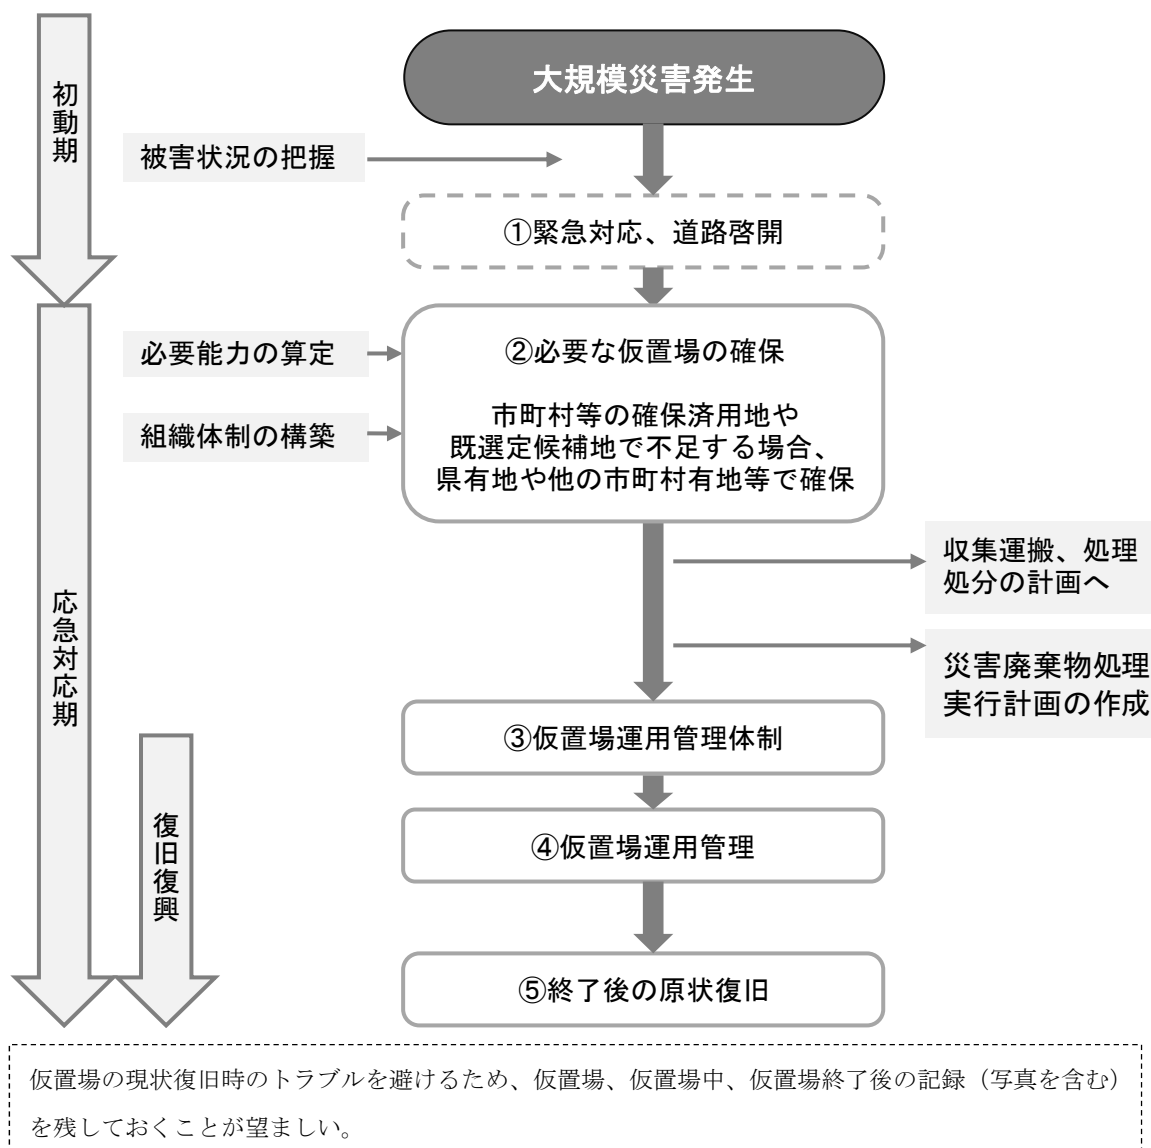 初動期
大規模災害発生
被害状況の把握
①緊急対応、道路啓開
応急対応期
必要能力の算定
組織体制の構築
②必要な仮置場の確保
市町村等の確保済用地や
既選定候補地で不足する場合、
県有地や他の市町村有地等で確保
収集運搬、処理
処分の計画へ
災害廃棄物処理
実行計画の作成
③仮置場運用管理体制
復旧復興
④仮置場運用管理
⑤終了後の原状復旧
仮置場の現状復旧時のトラブルを避けるため、仮置場、仮置場中、仮置場終了後の記録（写真を含む）
を残しておくことが望ましい。